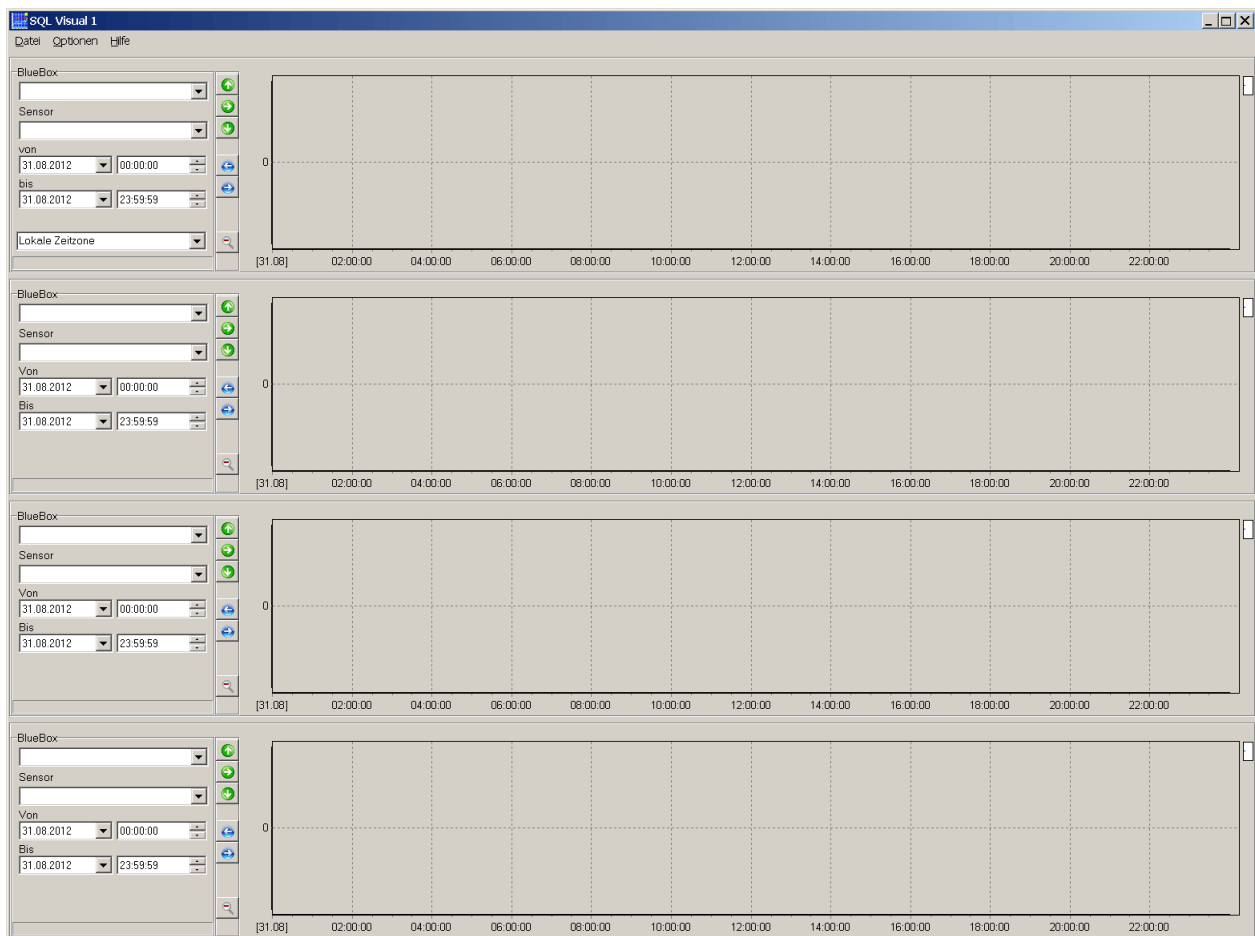 SQL Visual 1
Datei Optionen Hilfe
BlueBox
Sensor
von
31.08.2012 00:00:00
bis
31.08.2012 23:59:59
Lokale Zeitzone
0
[31.08] 02:00:00 04:00:00 06:00:00 08:00:00 10:00:00 12:00:00 14:00:00 16:00:00 18:00:00 20:00:00 22:00:00
BlueBox
Sensor
Von
31.08.2012 00:00:00
Bis
31.08.2012 23:59:59
0
[31.08] 02:00:00 04:00:00 06:00:00 08:00:00 10:00:00 12:00:00 14:00:00 16:00:00 18:00:00 20:00:00 22:00:00
BlueBox
Sensor
Von
31.08.2012 00:00:00
Bis
31.08.2012 23:59:59
0
[31.08] 02:00:00 04:00:00 06:00:00 08:00:00 10:00:00 12:00:00 14:00:00 16:00:00 18:00:00 20:00:00 22:00:00
BlueBox
Sensor
Von
31.08.2012 00:00:00
Bis
31.08.2012 23:59:59
0
[31.08] 02:00:00 04:00:00 06:00:00 08:00:00 10:00:00 12:00:00 14:00:00 16:00:00 18:00:00 20:00:00 22:00:00